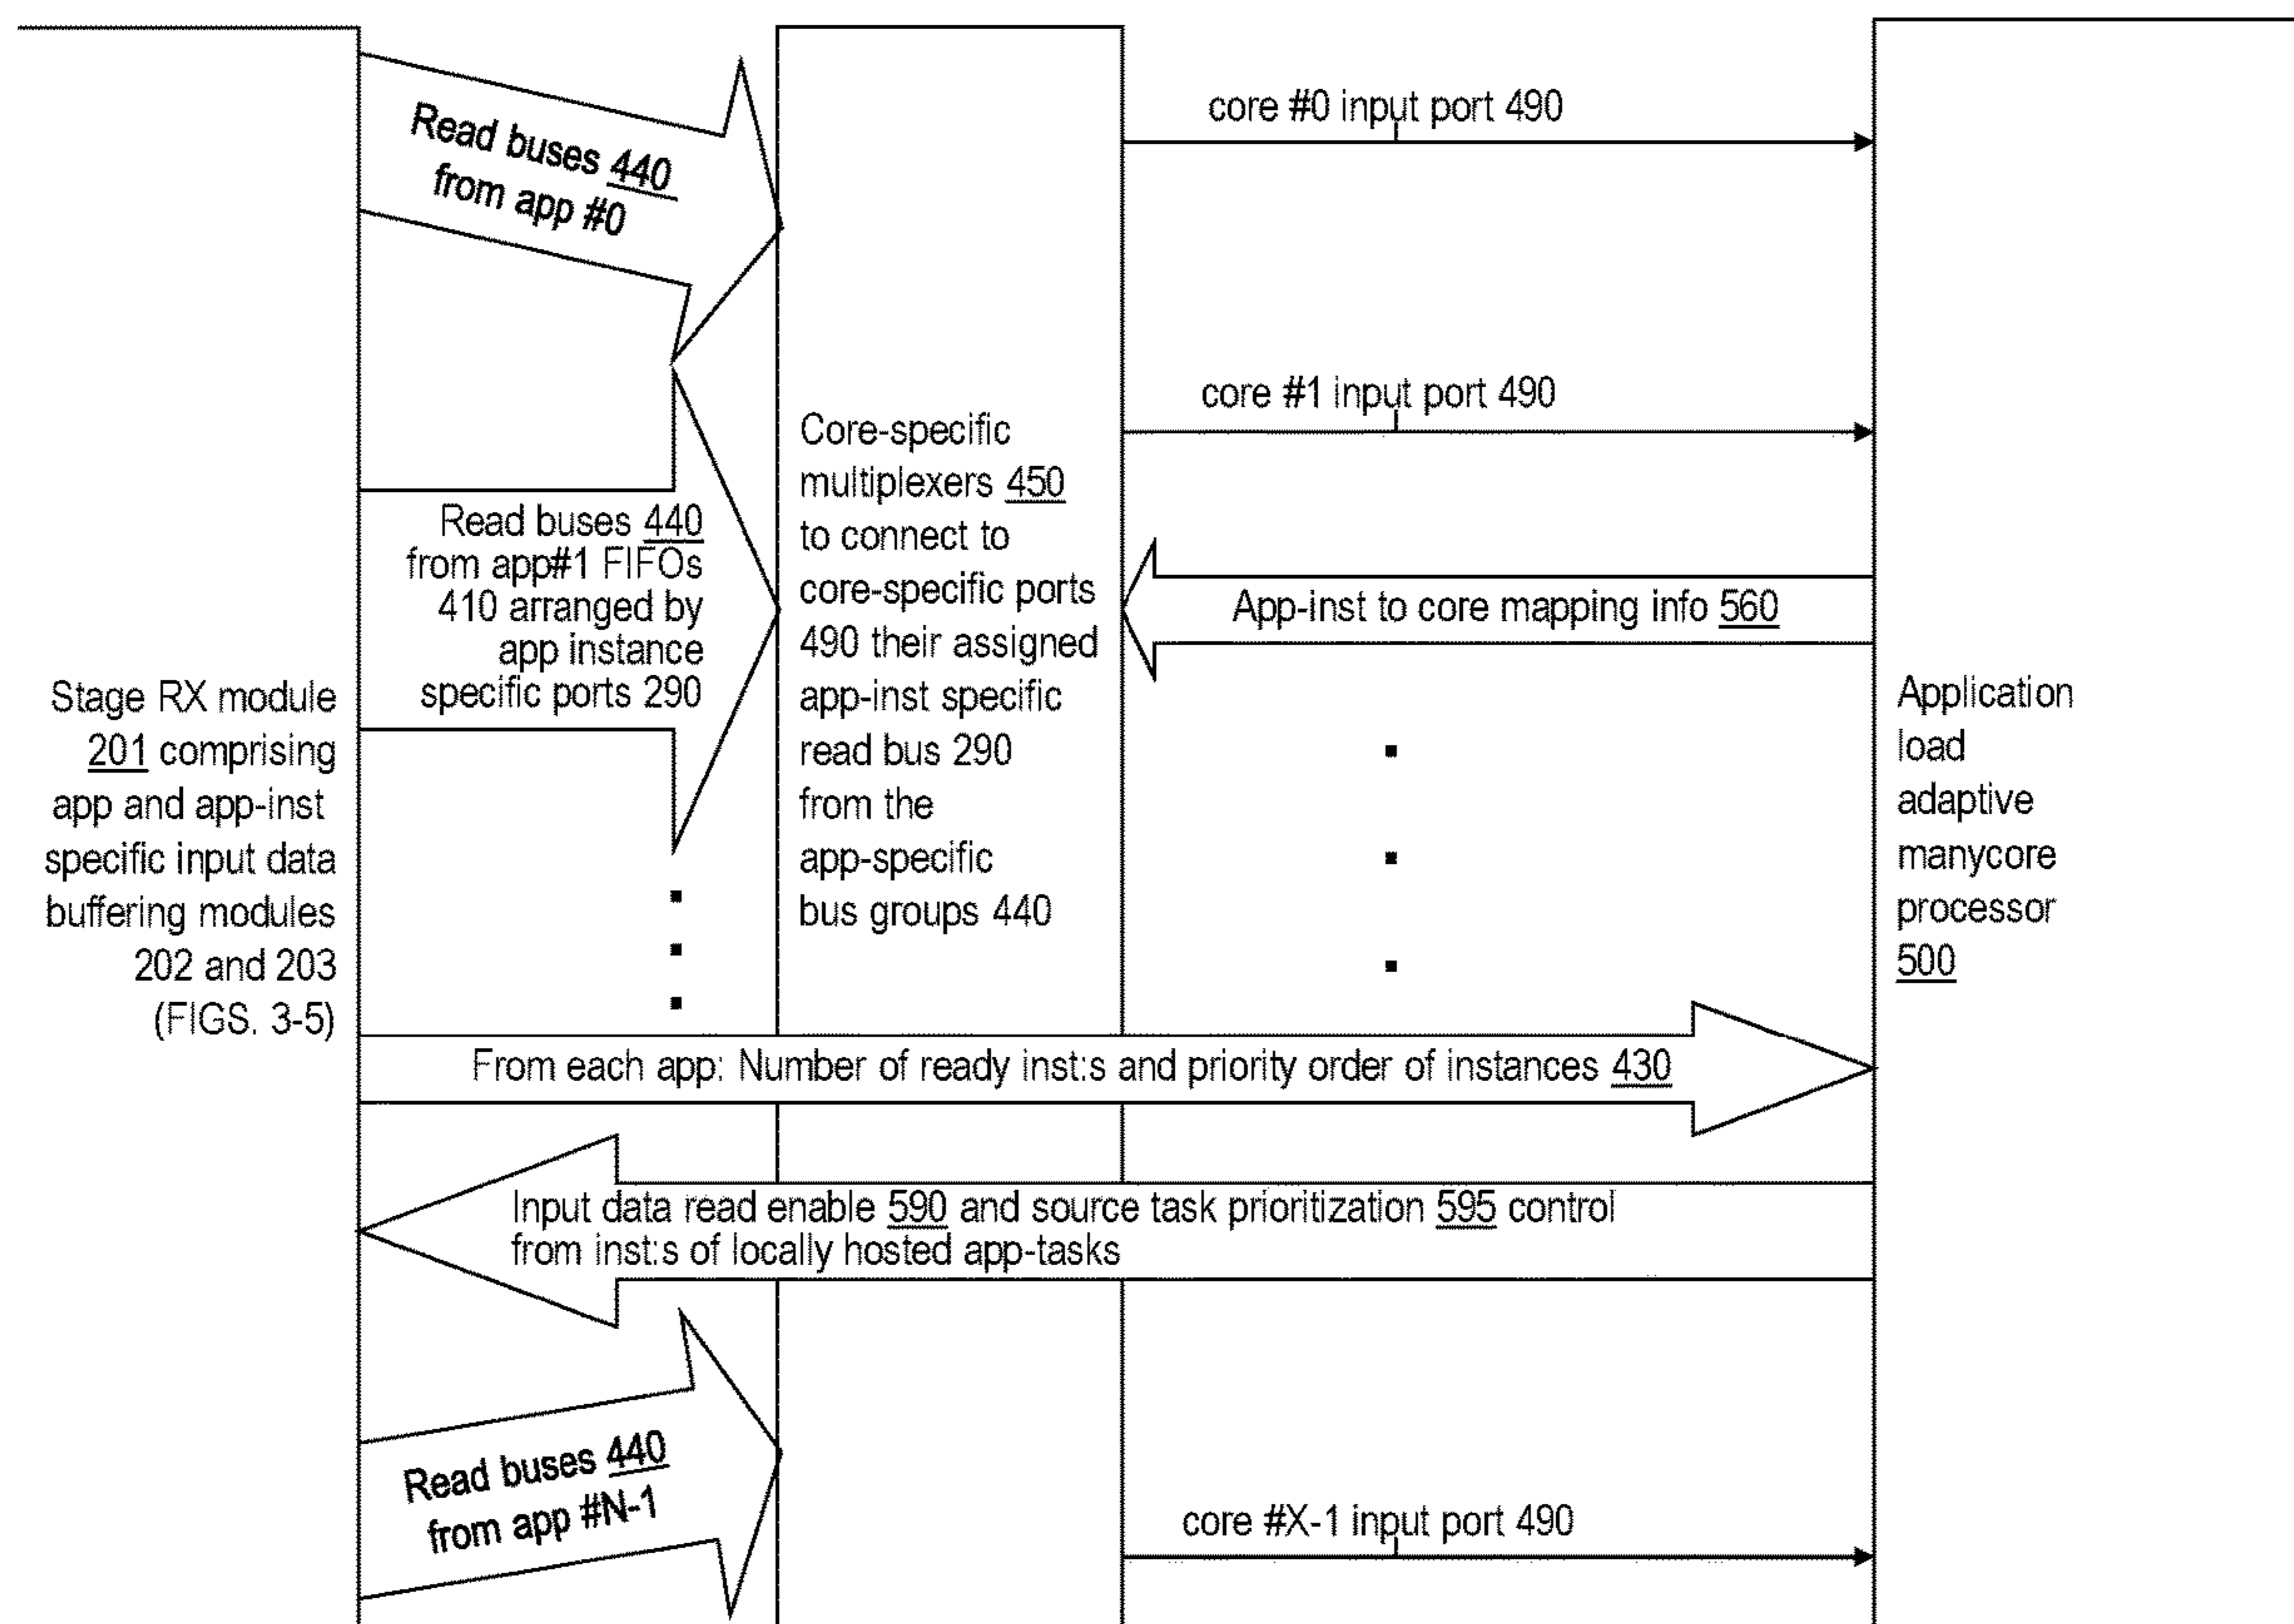 Read buses 440
from app #0
core #0 input port 490
core #1 input port 490
Read buses 440
from app#1 FIFOs
410 arranged by
app instance
specific ports 290
Core-specific
multiplexers 450
to connect to
core-specific ports
490 their assigned
app-inst specific
read bus 290
from the
app-specific
bus groups 440
App-inst to core mapping info 560
Stage RX module
201 comprising
app and app-inst
specific input data
buffering modules
202 and 203
(FIGS. 3-5)
Application
load
adaptive
manycore
processor
500
From each app: Number of ready inst:s and priority order of instances 430
Input data read enable 590 and source task prioritization 595 control
from inst:s of locally hosted app-tasks
Read buses 440
from app #N-1
core #X-1 input port 490